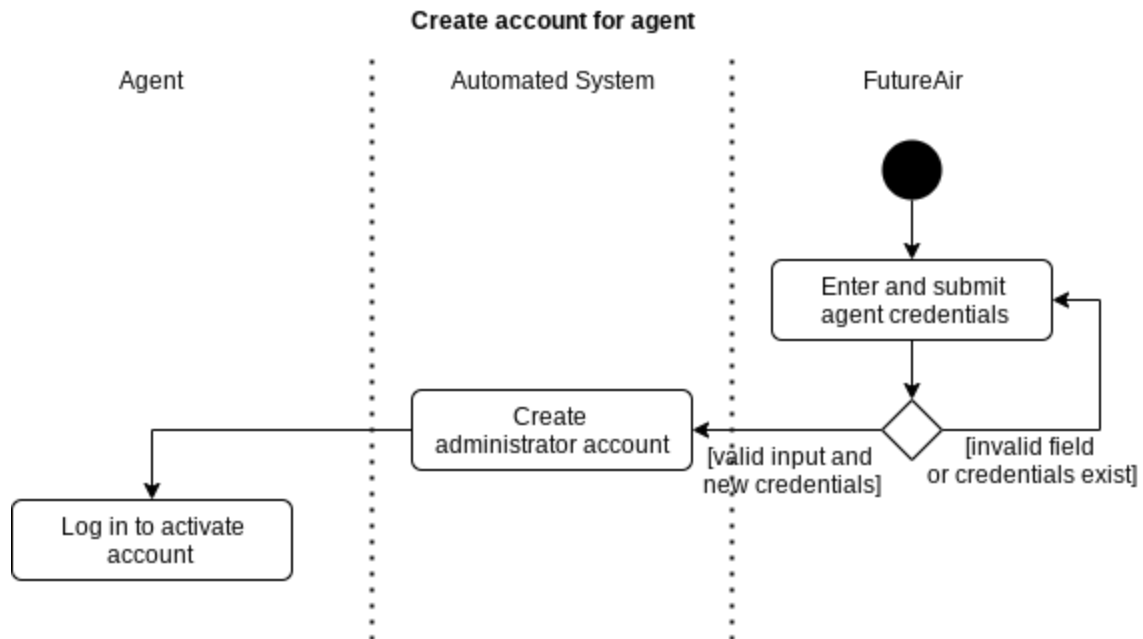 Create account for agent
Agent
Automated System
FutureAir
Enter and submit
agent credentials
Create
administrator account
[valid input and
new credentials]
[invalid field
or credentials exist]
Log in to activate
account